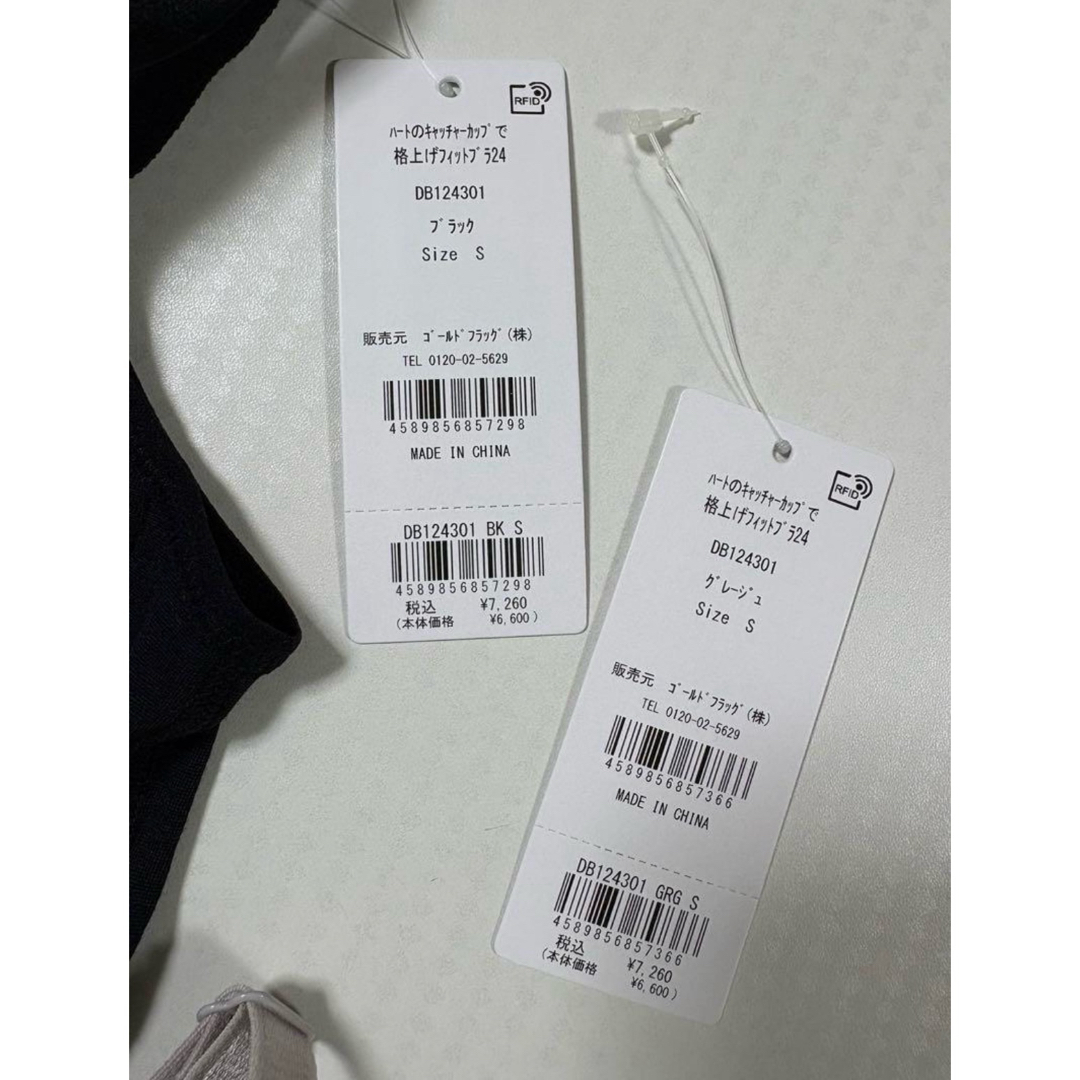 RFID
ﾊｰﾄのｷｬｯﾁｬｰｶｯﾌﾟで
格上げﾌｨｯﾄﾌﾞﾗ24
DB124301
ﾌﾞﾗｯｸ
Size S
販売元 ｺﾞｰﾙﾄﾞﾌﾗｯｸﾞ(株)
TEL 0120-02-5629
4589856857298
MADE IN CHINA
DB124301 BK S
4589856857298
税込 ¥7,260
(本体価格 ¥6,600)
RFID
ﾊｰﾄのｷｬｯﾁｬｰｶｯﾌﾟで
格上げﾌｨｯﾄﾌﾞﾗ24
DB124301
ｸﾞﾚｰｼﾞｭ
Size S
販売元 ｺﾞｰﾙﾄﾞﾌﾗｯｸﾞ(株)
TEL 0120-02-5629
4589856857366
MADE IN CHINA
DB124301 GRG S
4589856857366
税込 ¥7,260
(本体価格 ¥6,600)